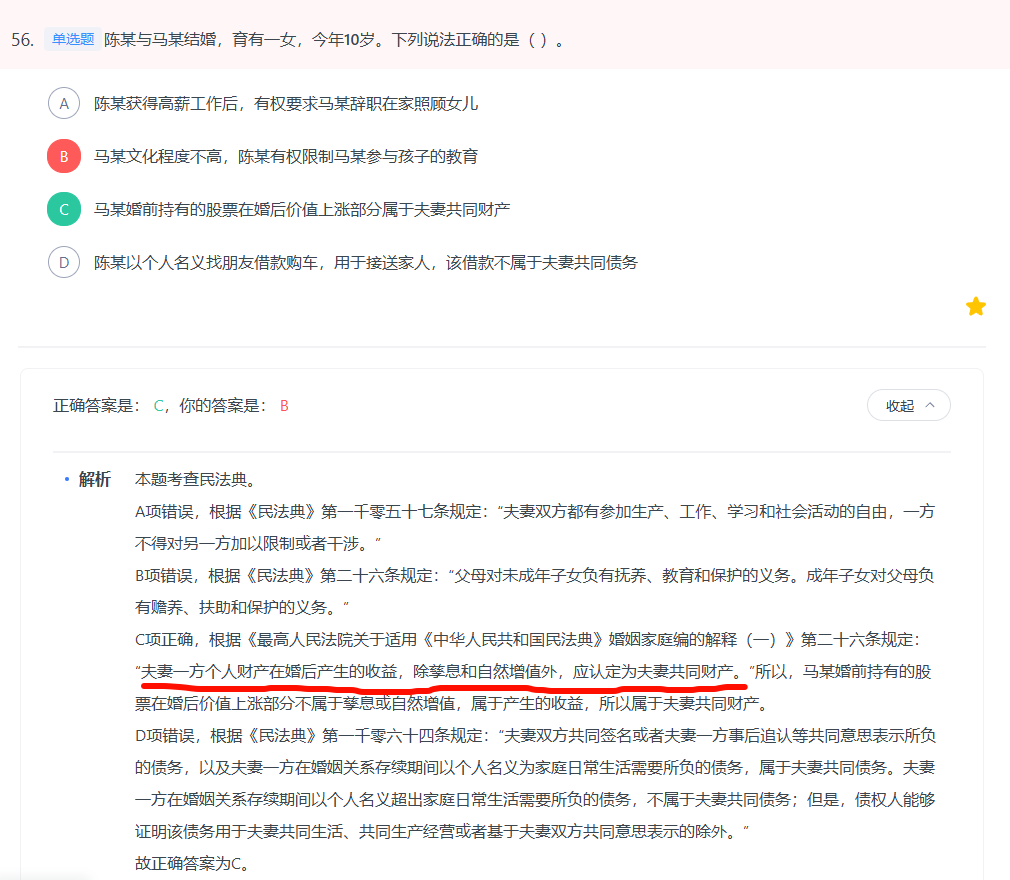 56. 单选题 陈某与马某结婚，育有一女，今年10岁。下列说法正确的是（ ）。
A 陈某获得高薪工作后，有权要求马某辞职在家照顾女儿
B 马某文化程度不高，陈某有权限制马某参与孩子的教育
C 马某婚前持有的股票在婚后价值上涨部分属于夫妻共同财产
D 陈某以个人名义找朋友借款购车，用于接送家人，该借款不属于夫妻共同债务
正确答案是： C，你的答案是： B
收起
解析 本题考查民法典。
A项错误，根据《民法典》第一千零五十七条规定：“夫妻双方都有参加生产、工作、学习和社会活动的自由，一方
不得对另一方加以限制或者干涉。”
B项错误，根据《民法典》第二十六条规定：“父母对未成年子女负有抚养、教育和保护的义务。成年子女对父母负
有赡养、扶助和保护的义务。”
C项正确，根据《最高人民法院关于适用《中华人民共和国民法典》婚姻家庭编的解释（一）》第二十六条规定：
“夫妻一方个人财产在婚后产生的收益，除孳息和自然增值外，应认定为夫妻共同财产。”所以，马某婚前持有的股
票在婚后价值上涨部分不属于孳息或自然增值，属于产生的收益，所以属于夫妻共同财产。
D项错误，根据《民法典》第一千零六十四条规定：“夫妻双方共同签名或者夫妻一方事后追认等共同意思表示所负
的债务，以及夫妻一方在婚姻关系存续期间以个人名义为家庭日常生活需要所负的债务，属于夫妻共同债务。夫妻
一方在婚姻关系存续期间以个人名义超出家庭日常生活需要所负的债务，不属于夫妻共同债务；但是，债权人能够
证明该债务用于夫妻共同生活、共同生产经营或者基于夫妻双方共同意思表示的除外。”
故正确答案为C。